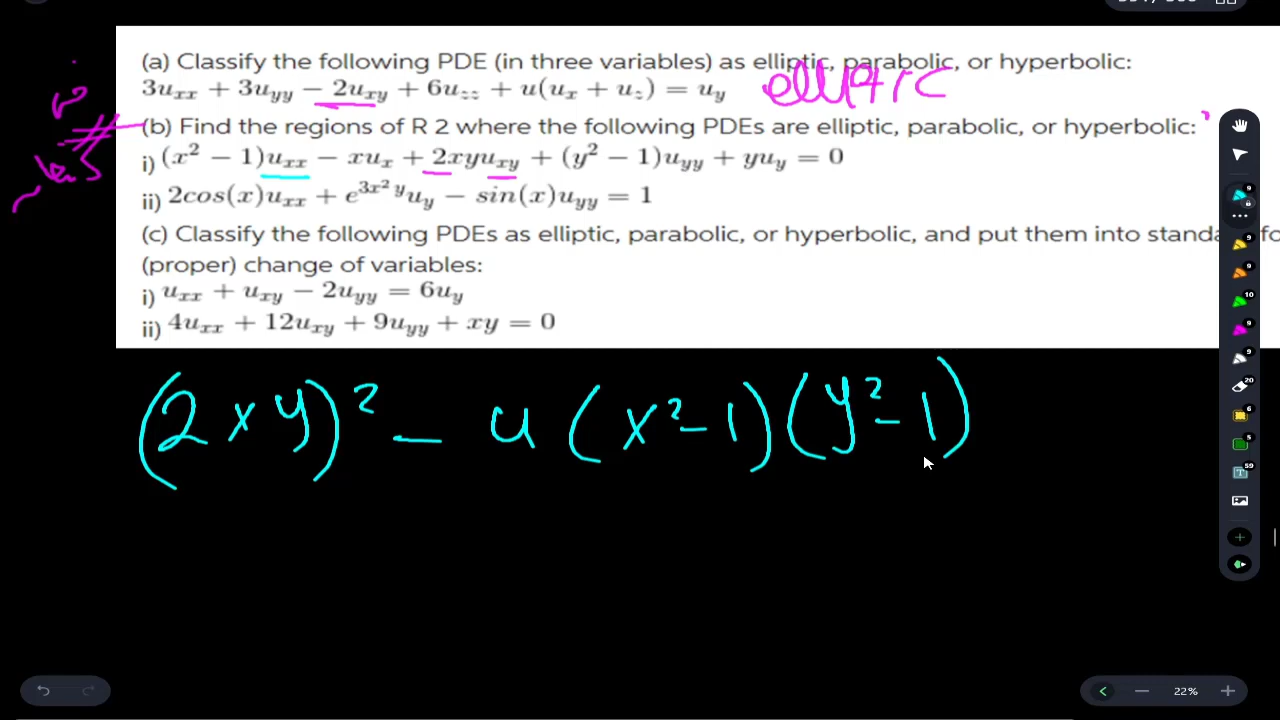 (a) Classify the following PDE (in three variables) as elliptic, parabolic, or hyperbolic:
3uₓₓ + 3u_yy − 2u_xy + 6u_zz + u(u_x + u_z) = u_y elliptic
(b) Find the regions of R 2 where the following PDEs are elliptic, parabolic, or hyperbolic:
i) (x² − 1)u_xx − xu_x + 2xyu_xy + (y² − 1)u_yy + yu_y = 0
ii) 2cos(x)u_xx + e^{3x² y}u_y − sin(x)u_yy = 1
(c) Classify the following PDEs as elliptic, parabolic, or hyperbolic, and put them into
(proper) change of variables:
i) u_xx + u_xy − 2u_yy = 6u_y
ii) 4u_xx + 12u_xy + 9u_yy + xy = 0
(2xy)² − 4(x² − 1)(y² − 1)
22%